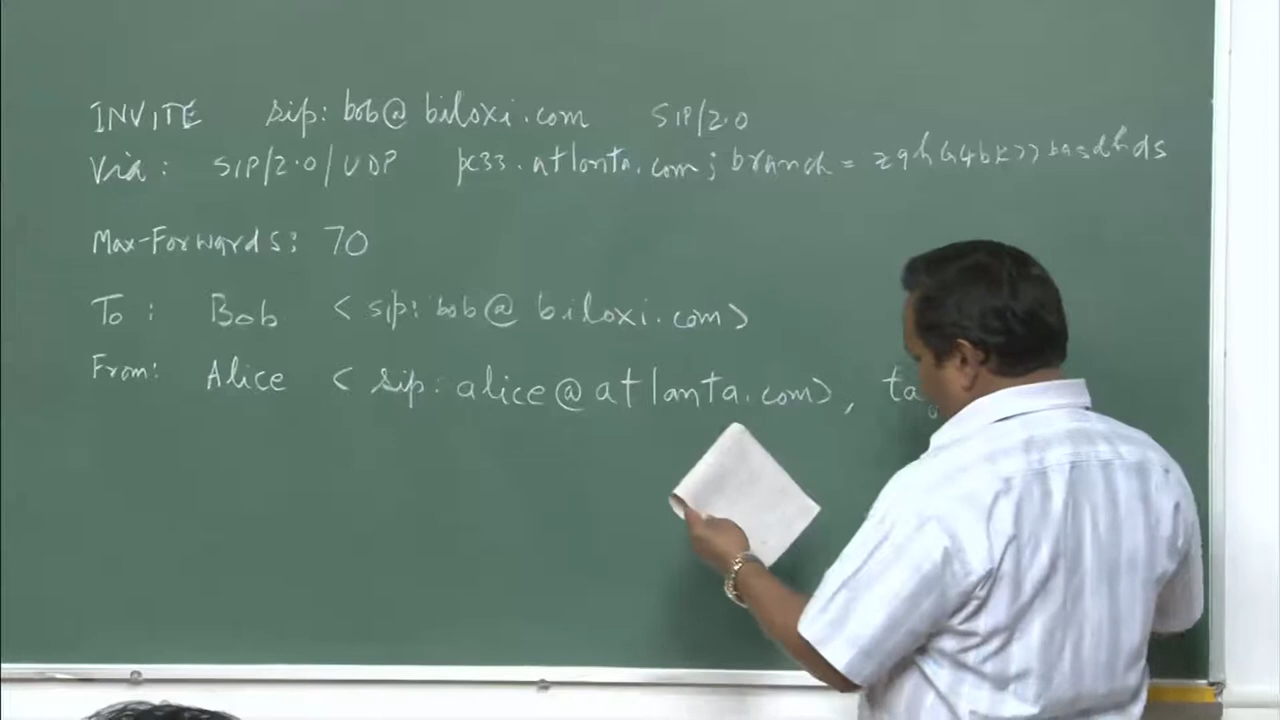 INVITE sip: bob@biloxi.com SIP/2.0
Via: SIP/2.0/UDP pc33.atlanta.com; branch =
Max-Forwards: 70
To: Bob <sip: bob@biloxi.com>
From: Alice <sip: alice@atlanta.com>,